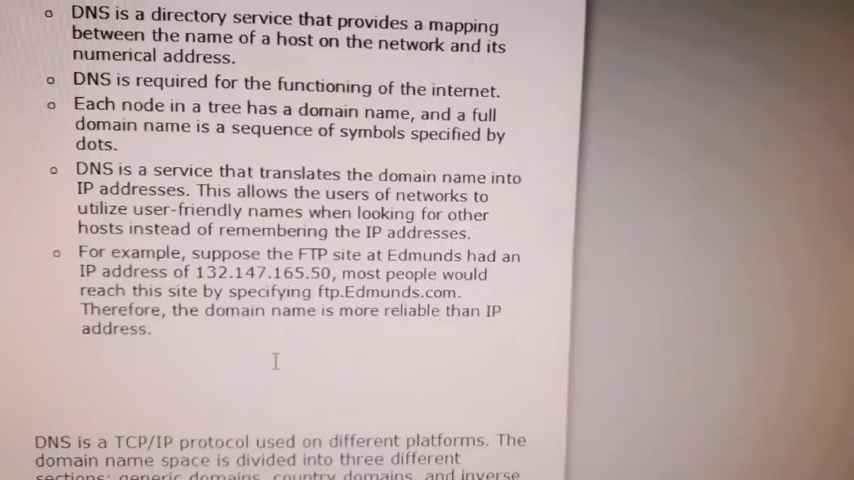 o DNS is a directory service that provides a mapping
between the name of a host on the network and its
numerical address.
o DNS is required for the functioning of the internet.
o Each node in a tree has a domain name, and a full
domain name is a sequence of symbols specified by
dots.
o DNS is a service that translates the domain name into
IP addresses. This allows the users of networks to
utilize user-friendly names when looking for other
hosts instead of remembering the IP addresses.
o For example, suppose the FTP site at Edmunds had an
IP address of 132.147.165.50, most people would
reach this site by specifying ftp.Edmunds.com.
Therefore, the domain name is more reliable than IP
address.
DNS is a TCP/IP protocol used on different platforms. The
domain name space is divided into three different
sections: generic domains, country domains, and inverse